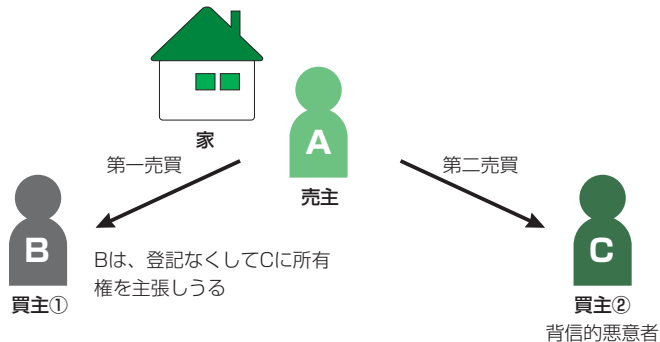 家
A
売主
第一売買
第二売買
B
買主①
Bは、登記なくしてCに所有
権を主張しうる
C
買主②
背信的悪意者